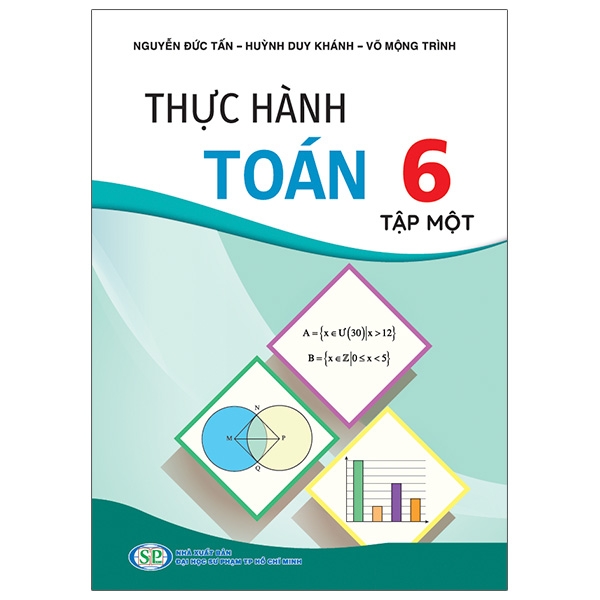 NGUYỄN ĐỨC TẤN – HUỲNH DUY KHÁNH – VÕ MỘNG TRÌNH
THỰC HÀNH
TOÁN 6
TẬP MỘT
A = {x ∈ Ư(30)|x > 12}
B = {x ∈ ℤ|0 ≤ x < 5}
N
M P
Q
SP
NHÀ XUẤT BẢN
ĐẠI HỌC SƯ PHẠM TP HỒ CHÍ MINH